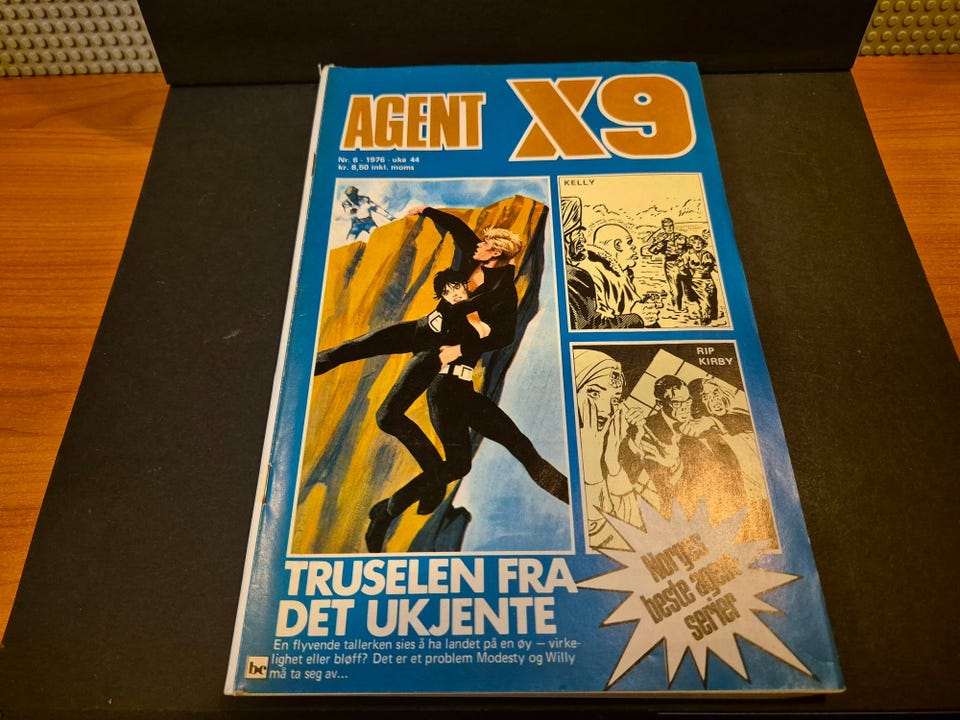 AGENT X9
Nr. 6 - 1976 - uke 44
kr. 8,50 inkl. moms
KELLY
RIP
KIRBY
Norges
beste agent
serier
TRUSELEN FRA
DET UKJENTE
En flyvende tallerken sies å ha landet på en øy – virke-
lighet eller bløff? Det er et problem Modesty og Willy
må ta seg av...
bc